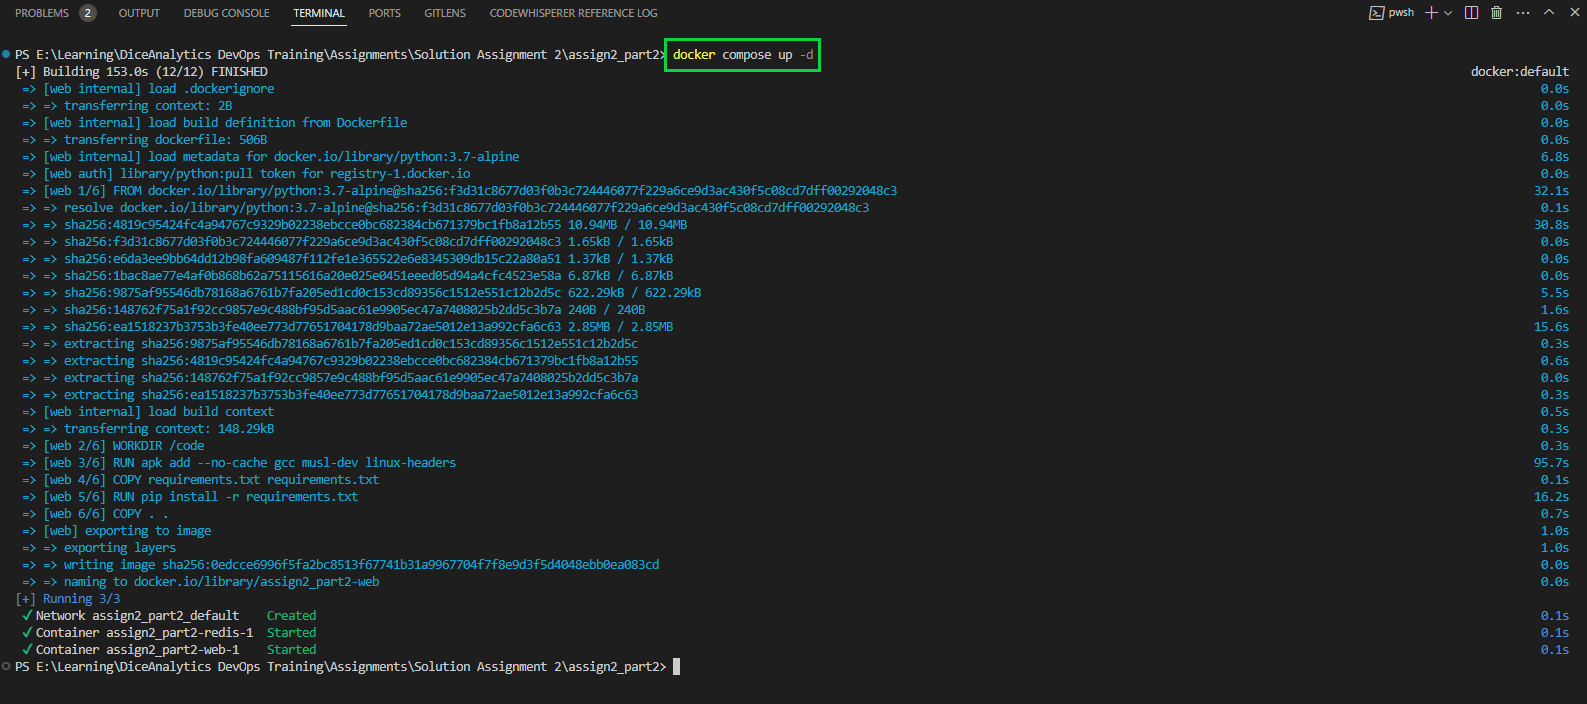 PROBLEMS 2 OUTPUT DEBUG CONSOLE TERMINAL PORTS GITLENS CODEWHISPERER REFERENCE LOG pwsh
PS E:\Learning\DiceAnalytics DevOps Training\Assignments\Solution Assignment 2\assign2_part2> docker compose up -d
[+] Building 153.0s (12/12) FINISHED docker:default
=> [web internal] load .dockerignore 0.0s
=> => transferring context: 2B 0.0s
=> [web internal] load build definition from Dockerfile 0.0s
=> => transferring dockerfile: 506B 0.0s
=> [web internal] load metadata for docker.io/library/python:3.7-alpine 6.8s
=> [web auth] library/python:pull token for registry-1.docker.io 0.0s
=> [web 1/6] FROM docker.io/library/python:3.7-alpine@sha256:f3d31c8677d03f0b3c724446077f229a6ce9d3ac430f5c08cd7dff00292048c3 32.1s
=> => resolve docker.io/library/python:3.7-alpine@sha256:f3d31c8677d03f0b3c724446077f229a6ce9d3ac430f5c08cd7dff00292048c3 0.1s
=> => sha256:4819c95424fc4a94767c9329b02238ebcce0bc682384cb671379bc1fb8a12b55 10.94MB / 10.94MB 30.8s
=> => sha256:f3d31c8677d03f0b3c724446077f229a6ce9d3ac430f5c08cd7dff00292048c3 1.65kB / 1.65kB 0.0s
=> => sha256:e6da3ee9bb64dd12b98fa609487f112fe1e365522e6e8345309db15c22a80a51 1.37kB / 1.37kB 0.0s
=> => sha256:1bac8ae77e4af0b868b62a75115616a20e025e0451eeed05d94a4cfc4523e58a 6.87kB / 6.87kB 0.0s
=> => sha256:9875af95546db78168a6761b7fa205ed1cd0c153cd89356c1512e551c12b2d5c 622.29kB / 622.29kB 5.5s
=> => sha256:148762f75a1f92cc9857e9c488bf95d5aac61e9905ec47a7408025b2dd5c3b7a 240B / 240B 1.6s
=> => sha256:ea1518237b3753b3fe40ee773d77651704178d9baa72ae5012e13a992cfa6c63 2.85MB / 2.85MB 15.6s
=> => extracting sha256:9875af95546db78168a6761b7fa205ed1cd0c153cd89356c1512e551c12b2d5c 0.3s
=> => extracting sha256:4819c95424fc4a94767c9329b02238ebcce0bc682384cb671379bc1fb8a12b55 0.6s
=> => extracting sha256:148762f75a1f92cc9857e9c488bf95d5aac61e9905ec47a7408025b2dd5c3b7a 0.0s
=> => extracting sha256:ea1518237b3753b3fe40ee773d77651704178d9baa72ae5012e13a992cfa6c63 0.3s
=> [web internal] load build context 0.5s
=> => transferring context: 148.29kB 0.3s
=> [web 2/6] WORKDIR /code 0.3s
=> [web 3/6] RUN apk add --no-cache gcc musl-dev linux-headers 95.7s
=> [web 4/6] COPY requirements.txt requirements.txt 0.1s
=> [web 5/6] RUN pip install -r requirements.txt 16.2s
=> [web 6/6] COPY . . 0.7s
=> [web] exporting to image 1.0s
=> => exporting layers 1.0s
=> => writing image sha256:0edcce6996f5fa2bc8513f67741b31a9967704f7f8e9d3f5d4048ebb0ea083cd 0.0s
=> => naming to docker.io/library/assign2_part2-web 0.0s
[+] Running 3/3
✓ Network assign2_part2_default Created 0.1s
✓ Container assign2_part2-redis-1 Started 0.1s
✓ Container assign2_part2-web-1 Started 0.1s
PS E:\Learning\DiceAnalytics DevOps Training\Assignments\Solution Assignment 2\assign2_part2>